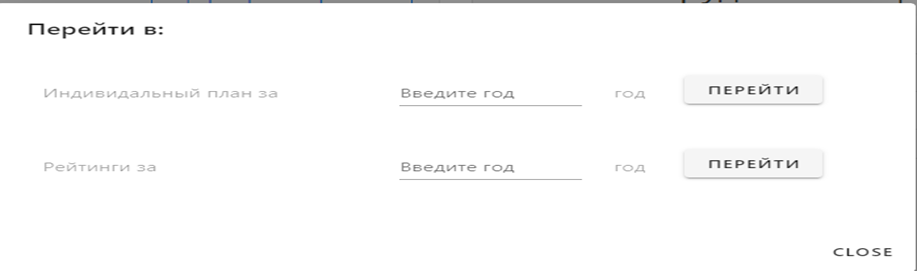 Перейти в:
Индивидальный план за Введите год год ПЕРЕЙТИ
Рейтинги за Введите год год ПЕРЕЙТИ
CLOSE